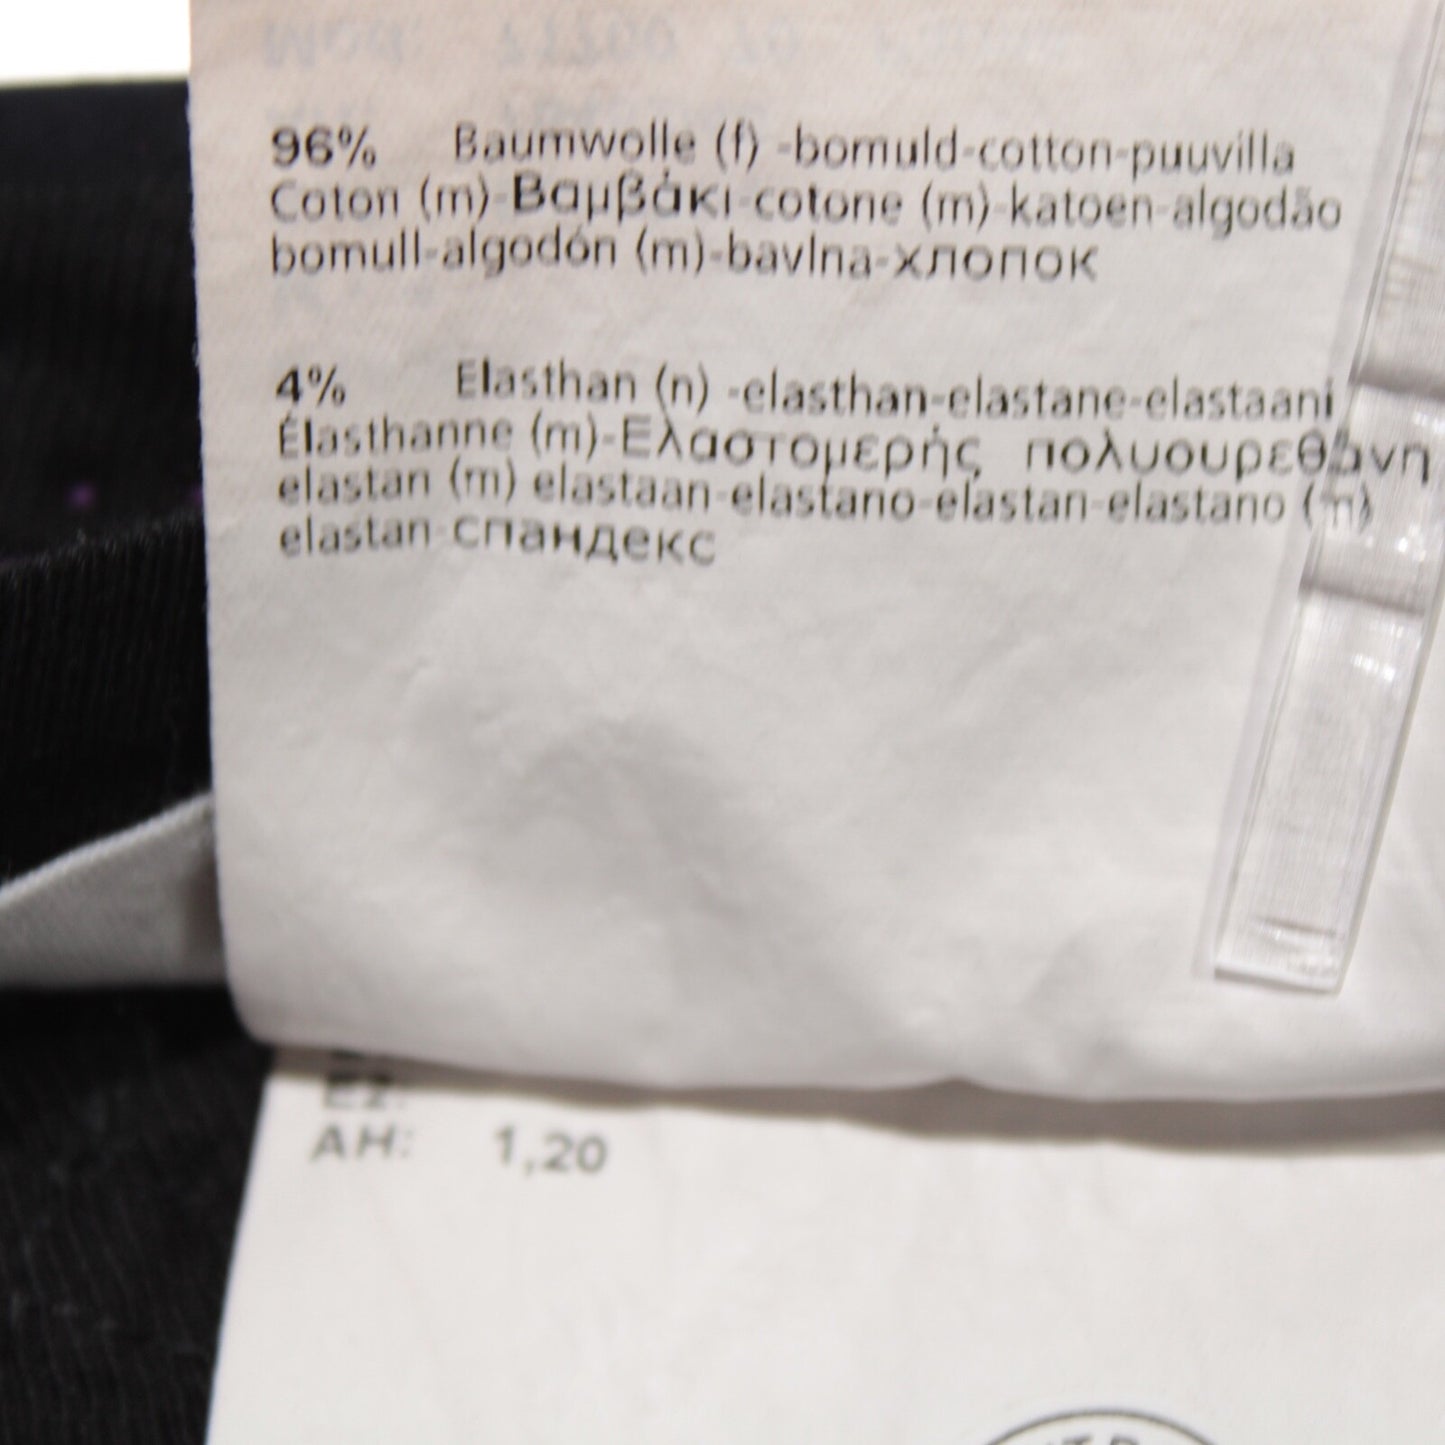 96% Baumwolle (f) -bomuld-cotton-puuvilla
Coton (m)-Βαμβάκι-cotone (m)-katoen-algodão
bomull-algodón (m)-bavlna-хлопок
4% Elasthan (n) -elasthan-elastane-elastaani
Élasthanne (m)-Ελαστομερής πολυουρεθάνη
elastan (m) elastaan-elastano-elastan-elastano (m)
elastan-спандекс
EZ:
AH: 1,20